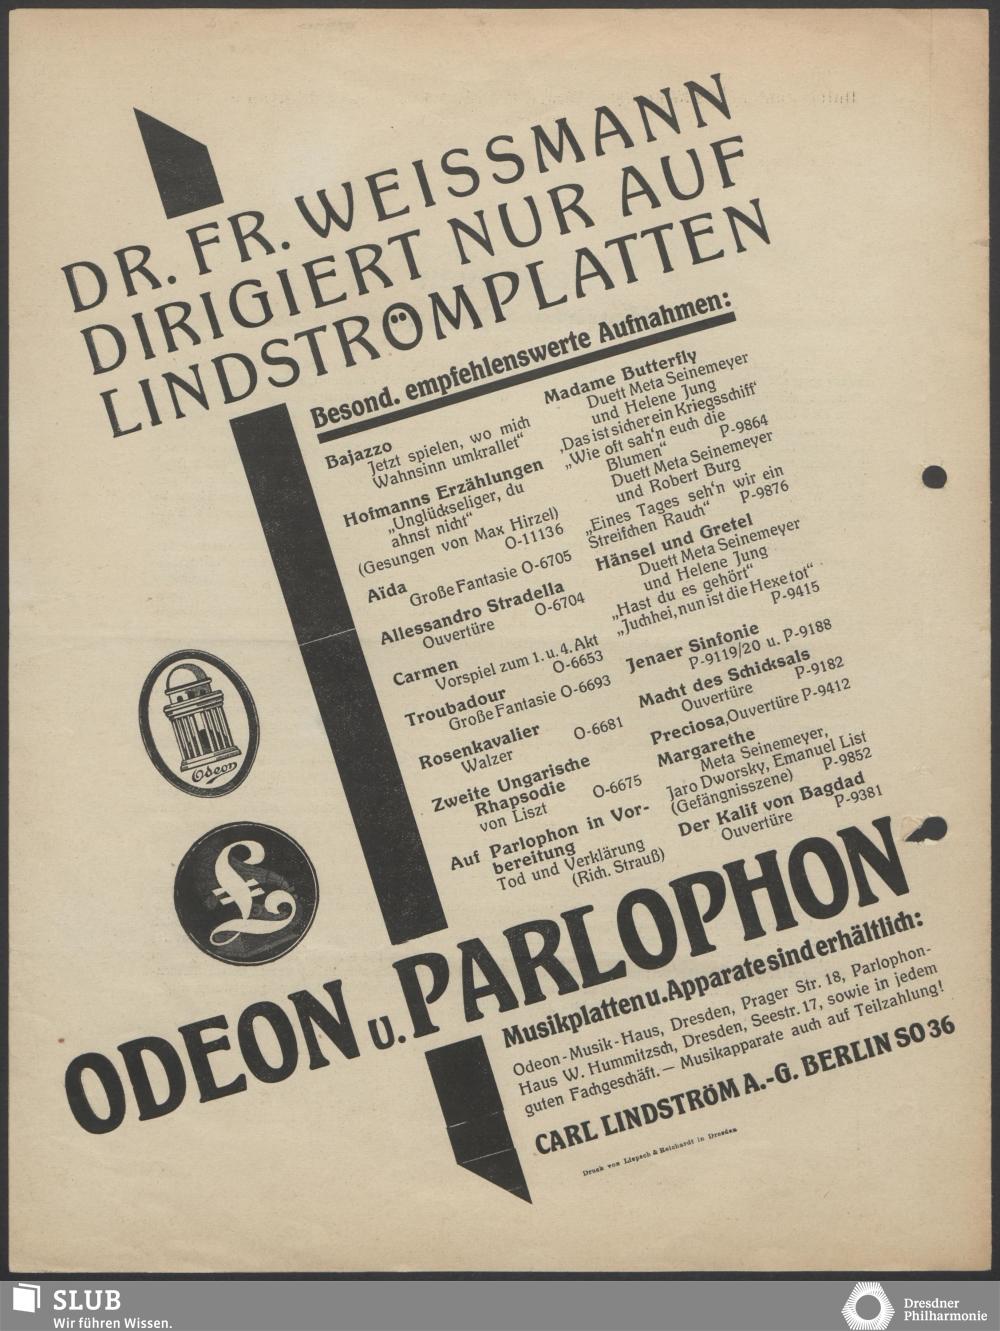 DR. FR. WEISSMANN
DIRIGIERT NUR AUF
LINDSTRÖMPLATTEN
Besond. empfehlenswerte Aufnahmen:
Bajazzo
Jetzt spielen, wo mich
Wahnsinn umkrallet“
Hofmanns Erzählungen
„Unglückseliger, du
ahnst nicht“
(Gesungen von Max Hirzel)
O-11136
Aïda
Große Fantasie O-6705
Allessandro Stradella
Ouvertüre O-6704
Carmen
Vorspiel zum 1. u. 4. Akt
O-6653
Troubadour
Große Fantasie O-6693
Rosenkavalier
Walzer O-6681
Zweite Ungarische
Rhapsodie
von Liszt O-6675
Auf Parlophon in Vor-
bereitung
Tod und Verklärung
(Rich. Strauß)
Madame Butterfly
Duett Meta Seinemeyer
und Helene Jung
„Das ist sicher ein Kriegsschiff“
„Wie oft sah'n euch die
Blumen“ P-9864
Duett Meta Seinemeyer
und Robert Burg
„Eines Tages seh'n wir ein
Streifchen Rauch“ P-9876
Hänsel und Gretel
Duett Meta Seinemeyer
und Helene Jung
„Hast du es gehört“
„Juchhei, nun ist die Hexe tot“
P-9415
Jenaer Sinfonie
P-9119/20 u. P-9188
Macht des Schicksals
Ouvertüre P-9182
Preciosa, Ouvertüre P-9412
Margarethe
Meta Seinemeyer,
Jaro Dworsky, Emanuel List
(Gefängnisszene) P-9852
Der Kalif von Bagdad
Ouvertüre P-9381
Odeon
£
ODEON u. PARLOPHON
Musikplatten u. Apparate sind erhältlich:
Odeon-Musik-Haus, Dresden, Prager Str. 18, Parlophon-
Haus W. Hummitzsch, Dresden, Seestr. 17, sowie in jedem
guten Fachgeschäft. — Musikapparate auch auf Teilzahlung!
CARL LINDSTRÖM A.-G. BERLIN SO 36
Druck von Liepsch & Reichardt in Dresden
SLUB
Wir führen Wissen.
Dresdner
Philharmonie